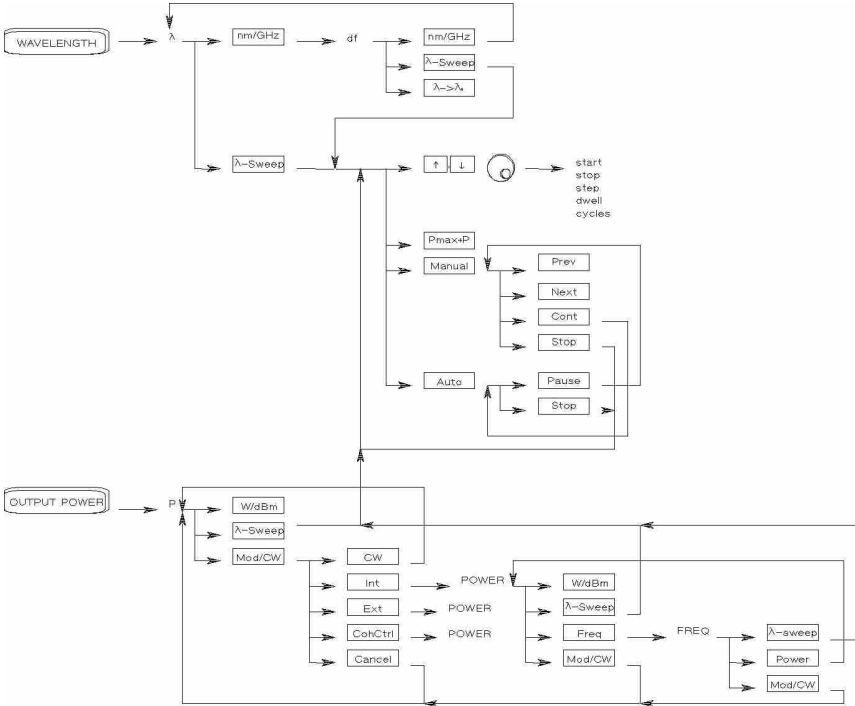 WAVELENGTH
λ
nm/GHz
df
nm/GHz
λ-Sweep
λ->λ₀
λ-Sweep
↑ . ↓
start
stop
step
dwell
cycles
Pmax+P
Manual
Prev
Next
Cont
Stop
Auto
Pause
Stop
OUTPUT POWER
P
W/dBm
λ-Sweep
Mod/CW
CW
Int
POWER
W/dBm
Ext
POWER
λ-Sweep
CohCtrl
POWER
Freq
FREQ
λ-sweep
Cancel
Mod/CW
Power
Mod/CW